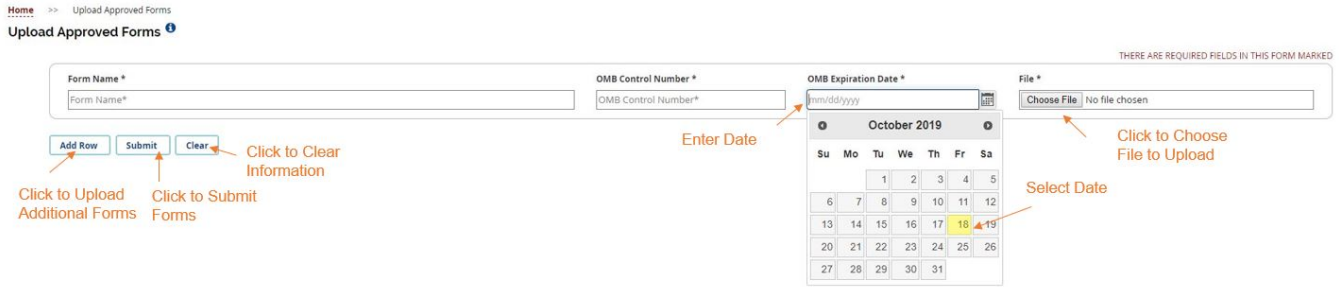 Home >> Upload Approved Forms
Upload Approved Forms i
THERE ARE REQUIRED FIELDS IN THIS FORM MARKED
Form Name * OMB Control Number * OMB Expiration Date * File *
Form Name* OMB Control Number* mm/dd/yyyy Choose File No file chosen
Add Row Submit Clear
Click to Clear
Information
Click to Upload
Additional Forms
Click to Submit
Forms
Enter Date
October 2019
Su Mo Tu We Th Fr Sa
1 2 3 4 5
6 7 8 9 10 11 12
13 14 15 16 17 18 19
20 21 22 23 24 25 26
27 28 29 30 31
Select Date
Click to Choose
File to Upload